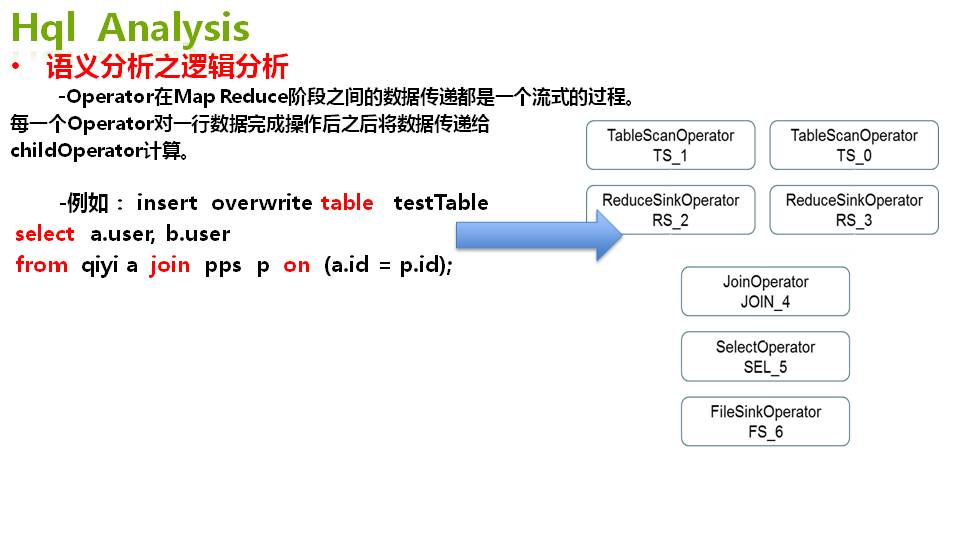 Hql Analysis
• 语义分析之逻辑分析
-Operator在Map Reduce阶段之间的数据传递都是一个流式的过程。
每一个Operator对一行数据完成操作后之后将数据传递给
childOperator计算。
-例如： insert overwrite table testTable
select a.user, b.user
from qiyi a join pps p on (a.id = p.id);
TableScanOperator
TS_1
TableScanOperator
TS_0
ReduceSinkOperator
RS_2
ReduceSinkOperator
RS_3
JoinOperator
JOIN_4
SelectOperator
SEL_5
FileSinkOperator
FS_6